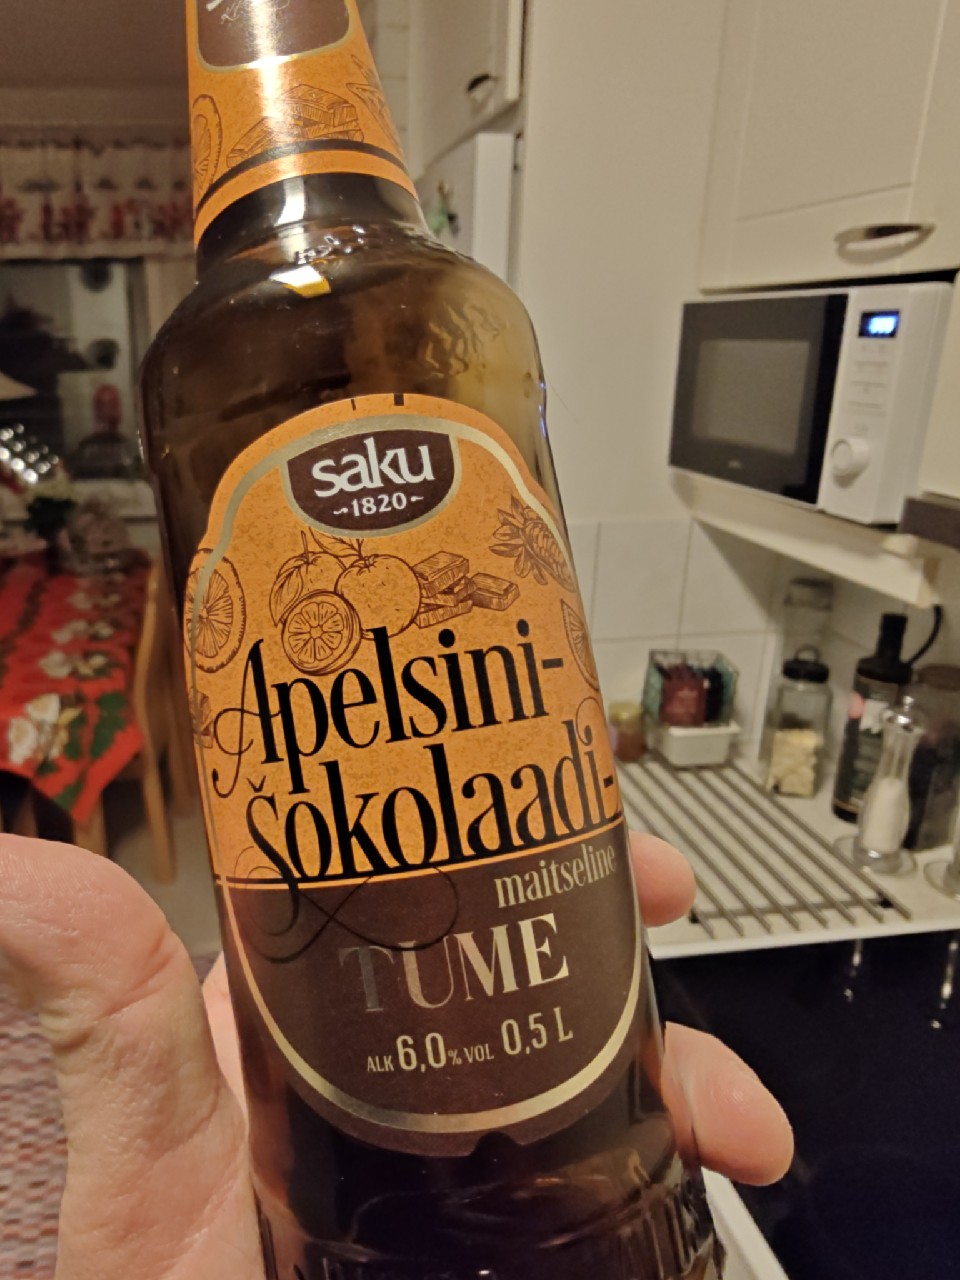 saku
1820
Apelsini-
šokolaadi-
maitseline
TUME
ALK 6,0% VOL 0,5 L